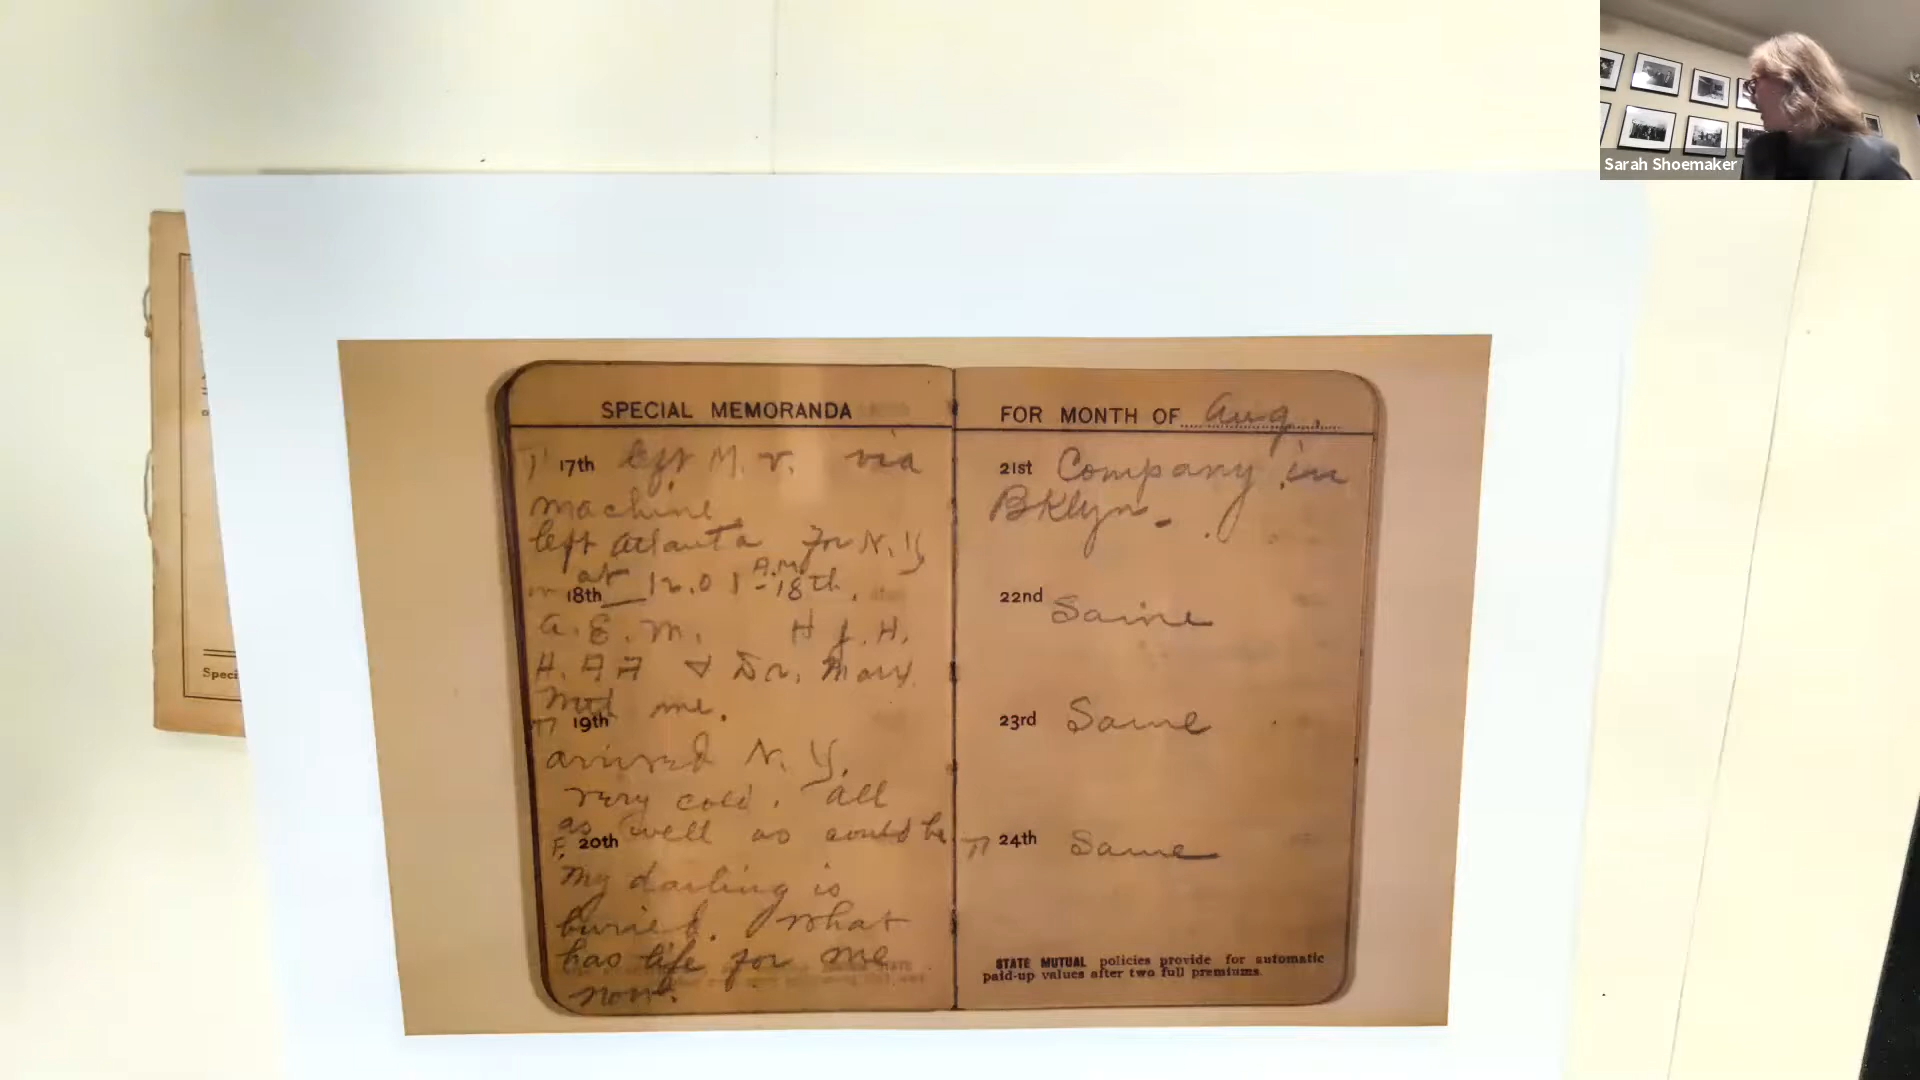 Sarah Shoemaker
Speci
SPECIAL MEMORANDA
17th left M.V. via
machine
left Atlanta for N.Y.
at 12.01 A.M. - 18th.
18th
A.E.M. H.J.H.
H.A.A & Dr. Marx
met me.
19th
arrived N.Y.
very cold. All
as well as could be
F. 20th
My darling is
buried. What
has life for me
now.
FOR MONTH OF Aug.
21st Company in
BKlyn.
22nd Same
23rd Same
24th Same
STATE MUTUAL policies provide for automatic
paid-up values after two full premiums.